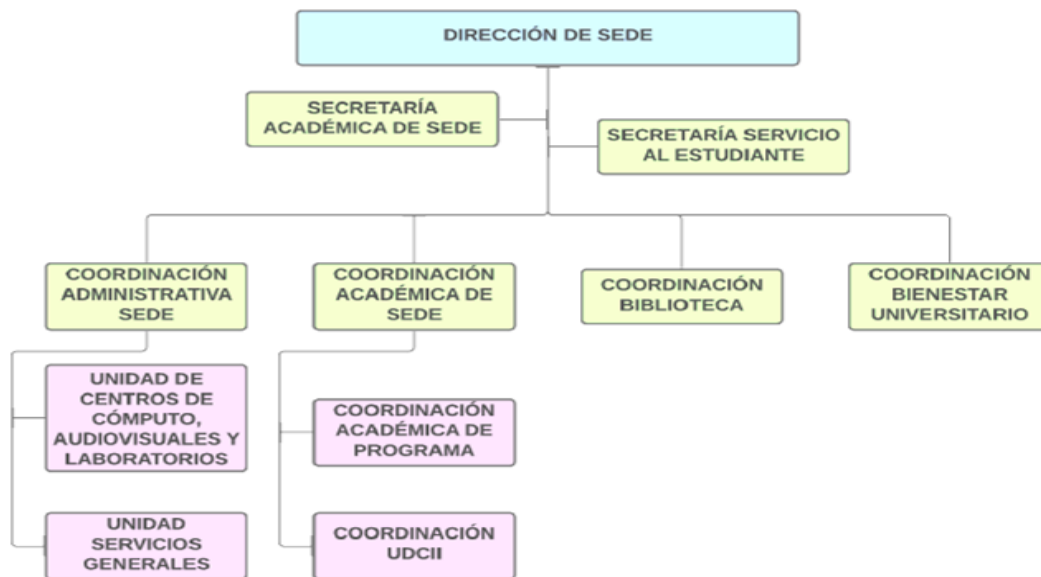 DIRECCIÓN DE SEDE
SECRETARÍA
ACADÉMICA DE SEDE
SECRETARÍA SERVICIO
AL ESTUDIANTE
COORDINACIÓN
ADMINISTRATIVA
SEDE
COORDINACIÓN
ACADÉMICA DE
SEDE
COORDINACIÓN
BIBLIOTECA
COORDINACIÓN
BIENESTAR
UNIVERSITARIO
UNIDAD DE
CENTROS DE
CÓMPUTO,
AUDIOVISUALES Y
LABORATORIOS
COORDINACIÓN
ACADÉMICA DE
PROGRAMA
UNIDAD
SERVICIOS
GENERALES
COORDINACIÓN
UDCII